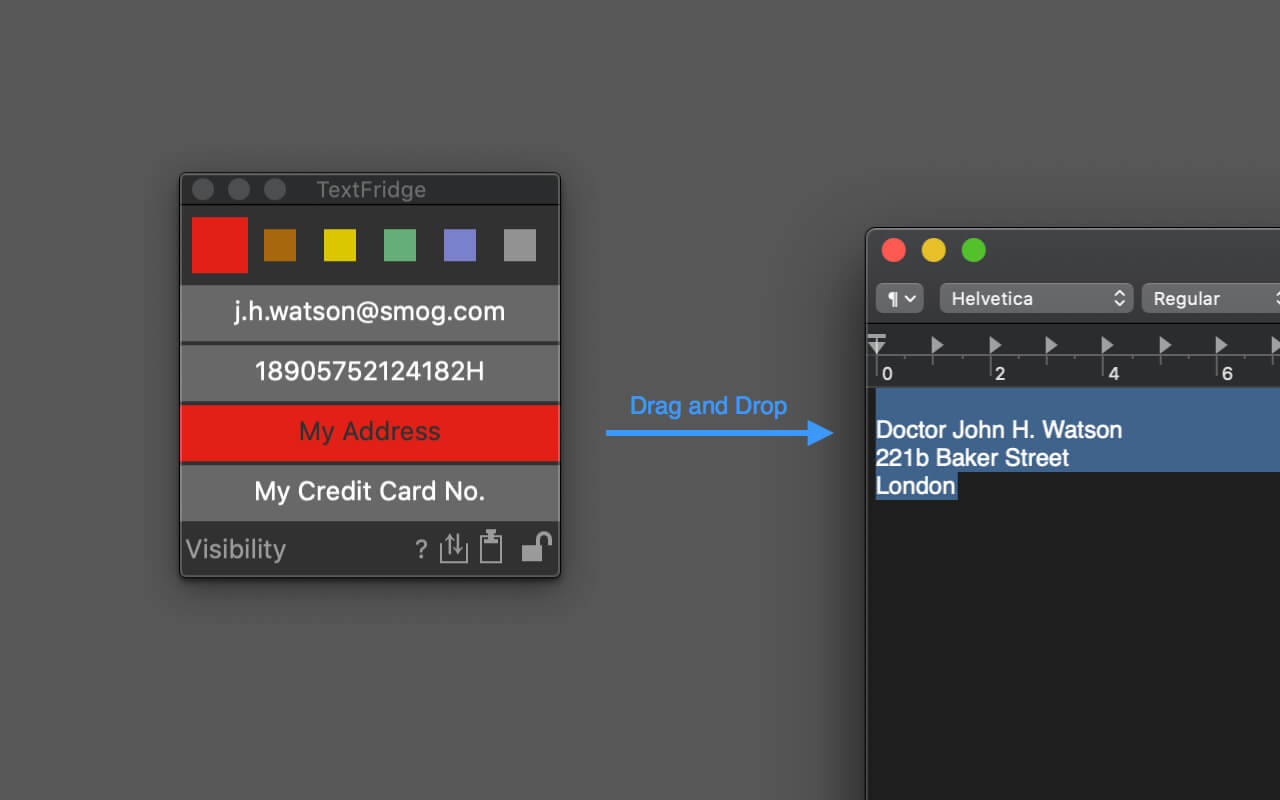 TextFridge
j.h.watson@smog.com
18905752124182H
My Address
My Credit Card No.
Visibility
?
Drag and Drop
¶
Helvetica
Regular
0 2 4 6
Doctor John H. Watson
221b Baker Street
London